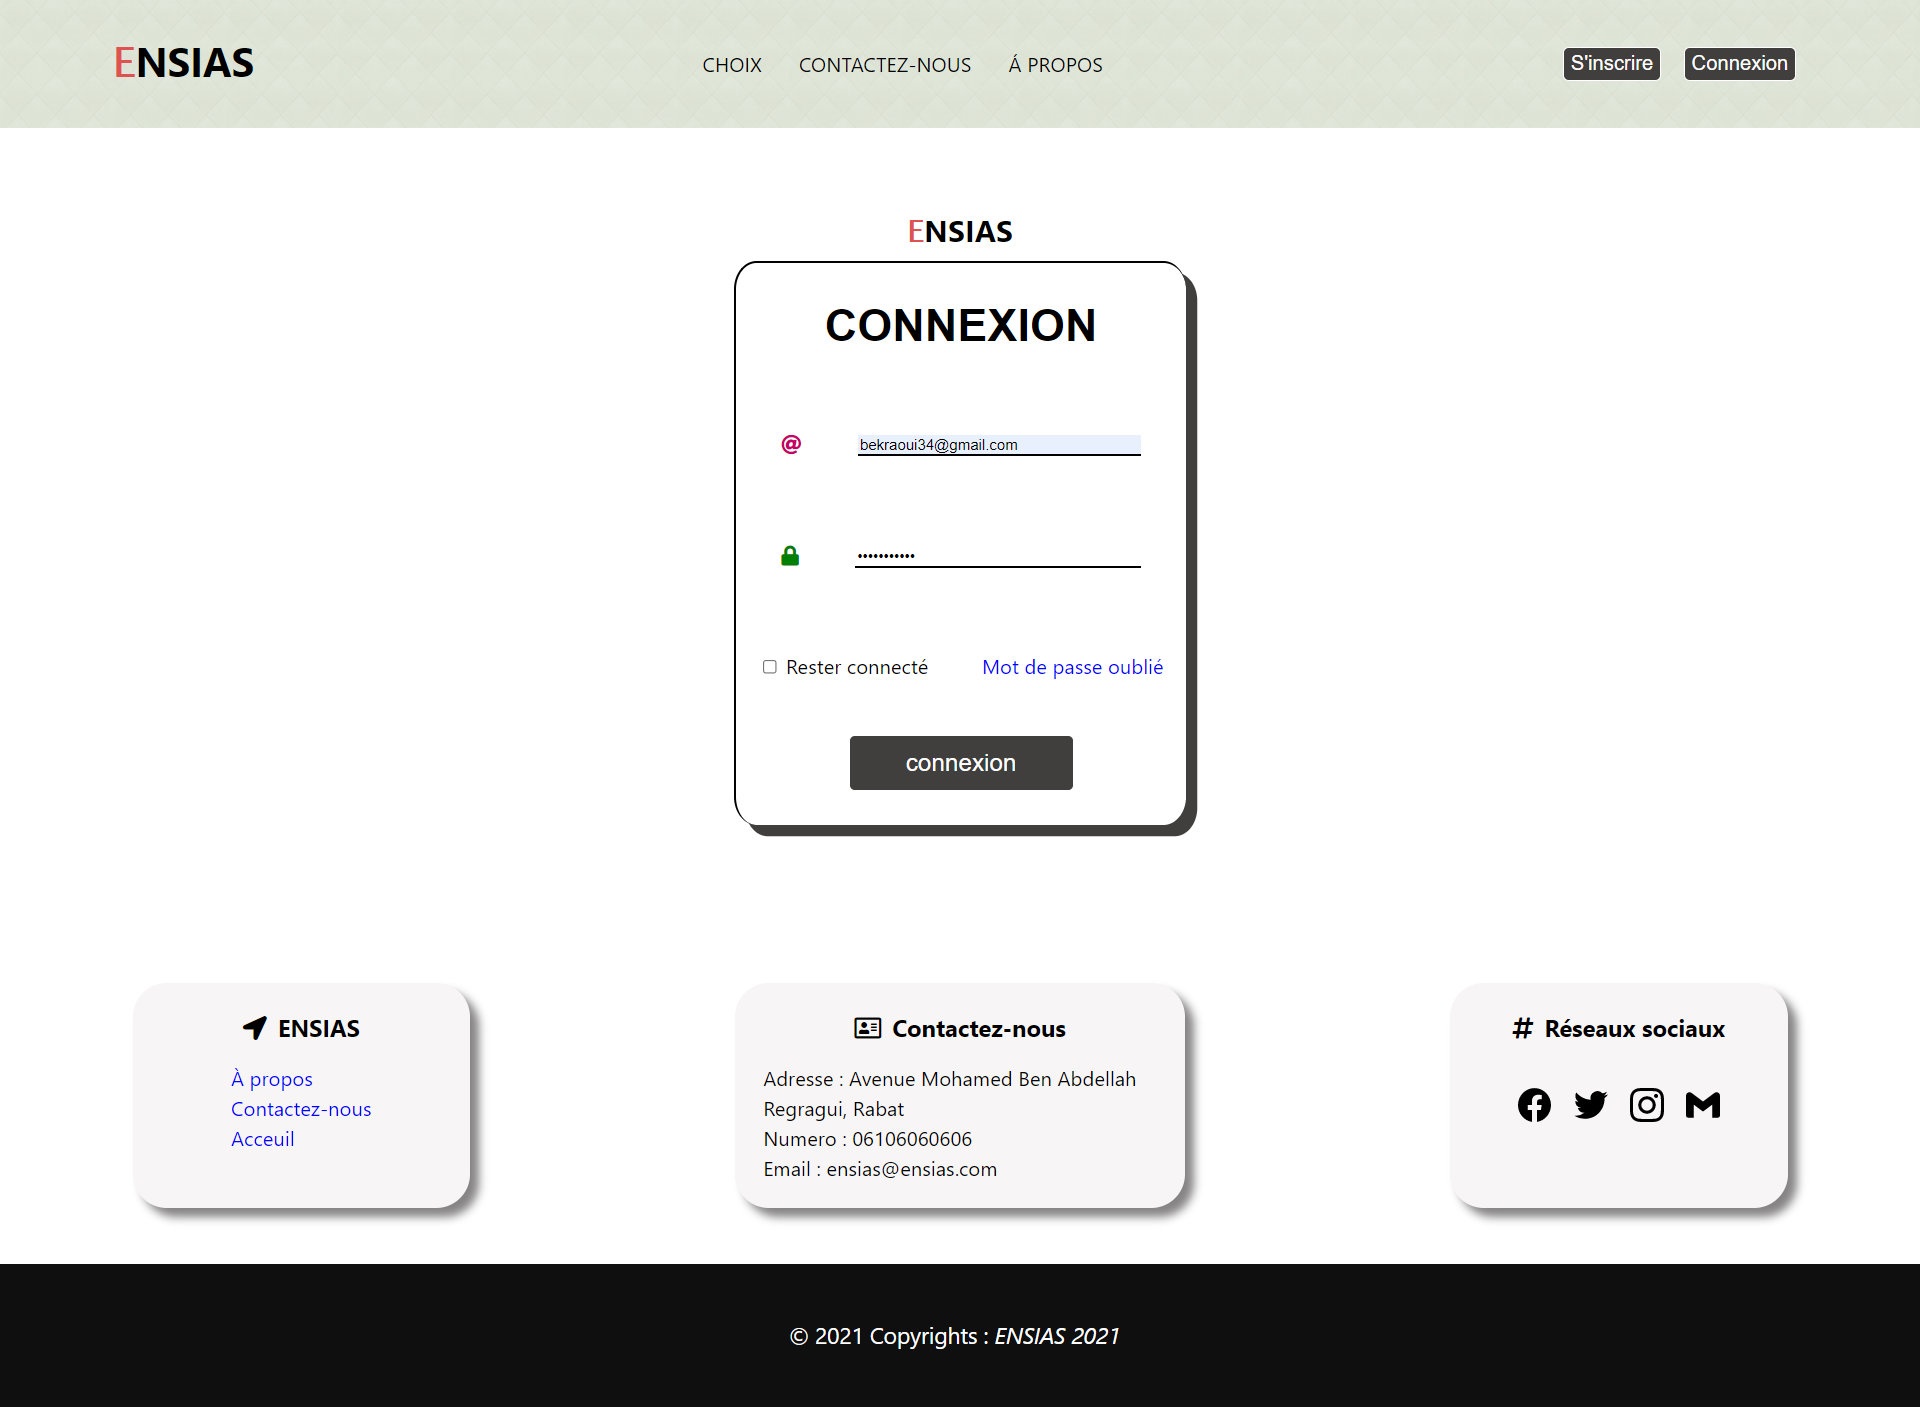 ENSIAS
CHOIX
CONTACTEZ-NOUS
Á PROPOS
S'inscrire
Connexion
ENSIAS
CONNEXION
@
bekraoui34@gmail.com
•••••••••••
Rester connecté
Mot de passe oublié
connexion
ENSIAS
À propos
Contactez-nous
Acceuil
Contactez-nous
Adresse : Avenue Mohamed Ben Abdellah
Regragui, Rabat
Numero : 06106060606
Email : ensias@ensias.com
# Réseaux sociaux
© 2021 Copyrights : ENSIAS 2021